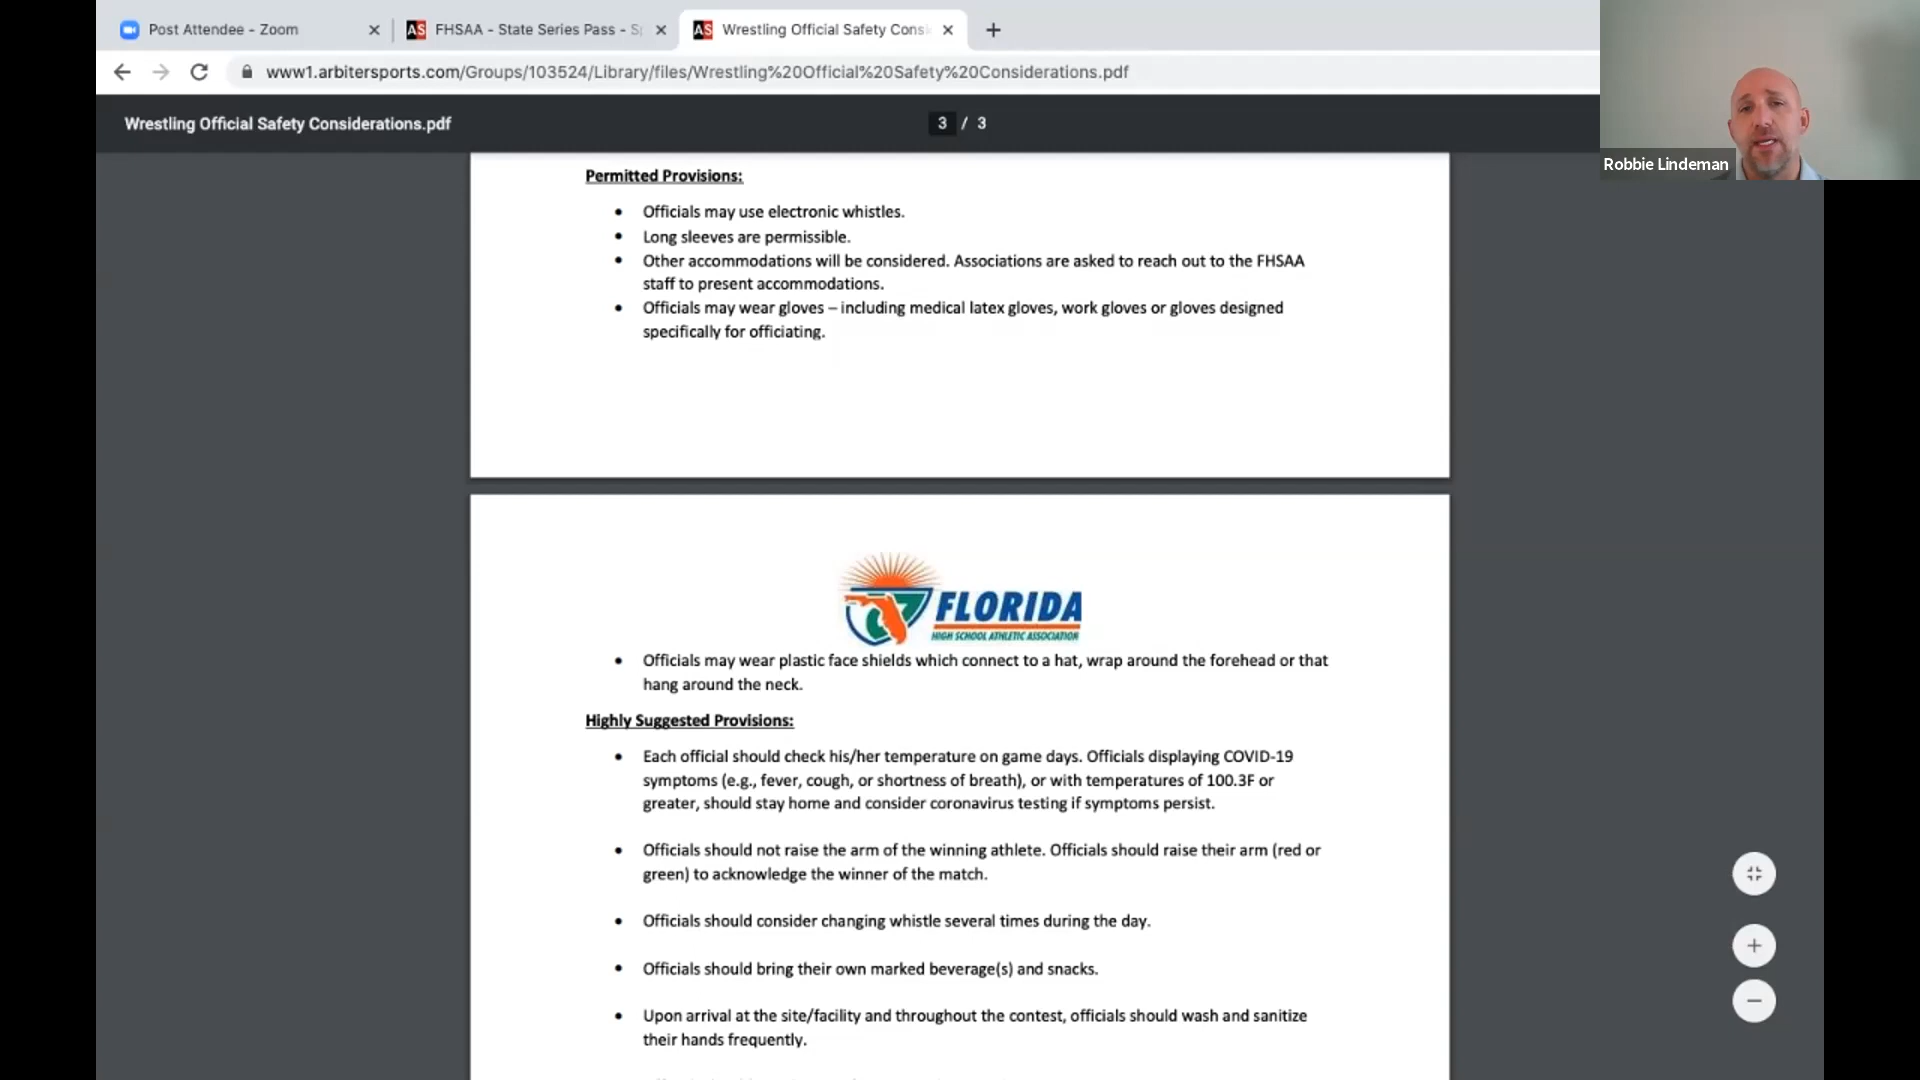 Post Attendee - Zoom
AS FHSAA - State Series Pass - S
AS Wrestling Official Safety Cons
www1.arbitersports.com/Groups/103524/Library/files/Wrestling%20Official%20Safety%20Considerations.pdf
Wrestling Official Safety Considerations.pdf
3 / 3
Robbie Lindeman
Permitted Provisions:
• Officials may use electronic whistles.
• Long sleeves are permissible.
• Other accommodations will be considered. Associations are asked to reach out to the FHSAA
staff to present accommodations.
• Officials may wear gloves – including medical latex gloves, work gloves or gloves designed
specifically for officiating.
FLORIDA
HIGH SCHOOL ATHLETIC ASSOCIATION
• Officials may wear plastic face shields which connect to a hat, wrap around the forehead or that
hang around the neck.
Highly Suggested Provisions:
• Each official should check his/her temperature on game days. Officials displaying COVID-19
symptoms (e.g., fever, cough, or shortness of breath), or with temperatures of 100.3F or
greater, should stay home and consider coronavirus testing if symptoms persist.
• Officials should not raise the arm of the winning athlete. Officials should raise their arm (red or
green) to acknowledge the winner of the match.
• Officials should consider changing whistle several times during the day.
• Officials should bring their own marked beverage(s) and snacks.
• Upon arrival at the site/facility and throughout the contest, officials should wash and sanitize
their hands frequently.